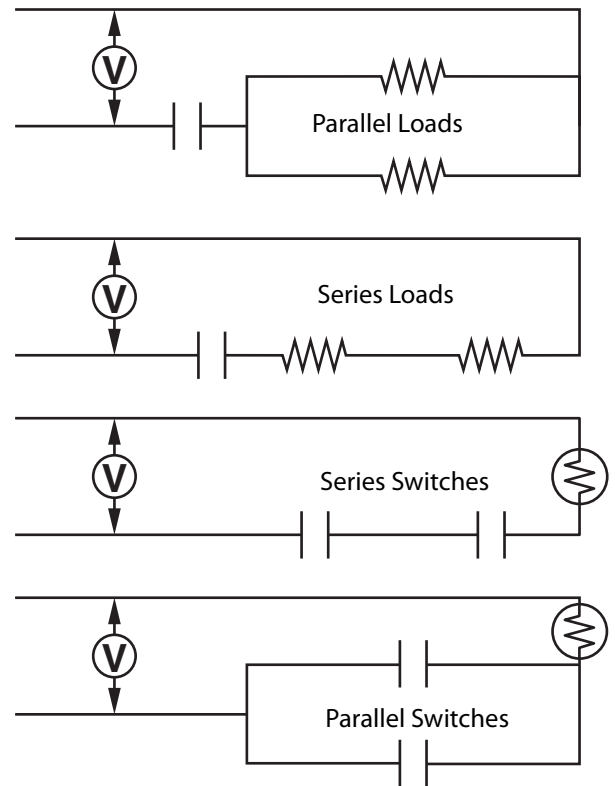 V
Parallel Loads
V
Series Loads
V
Series Switches
V
Parallel Switches